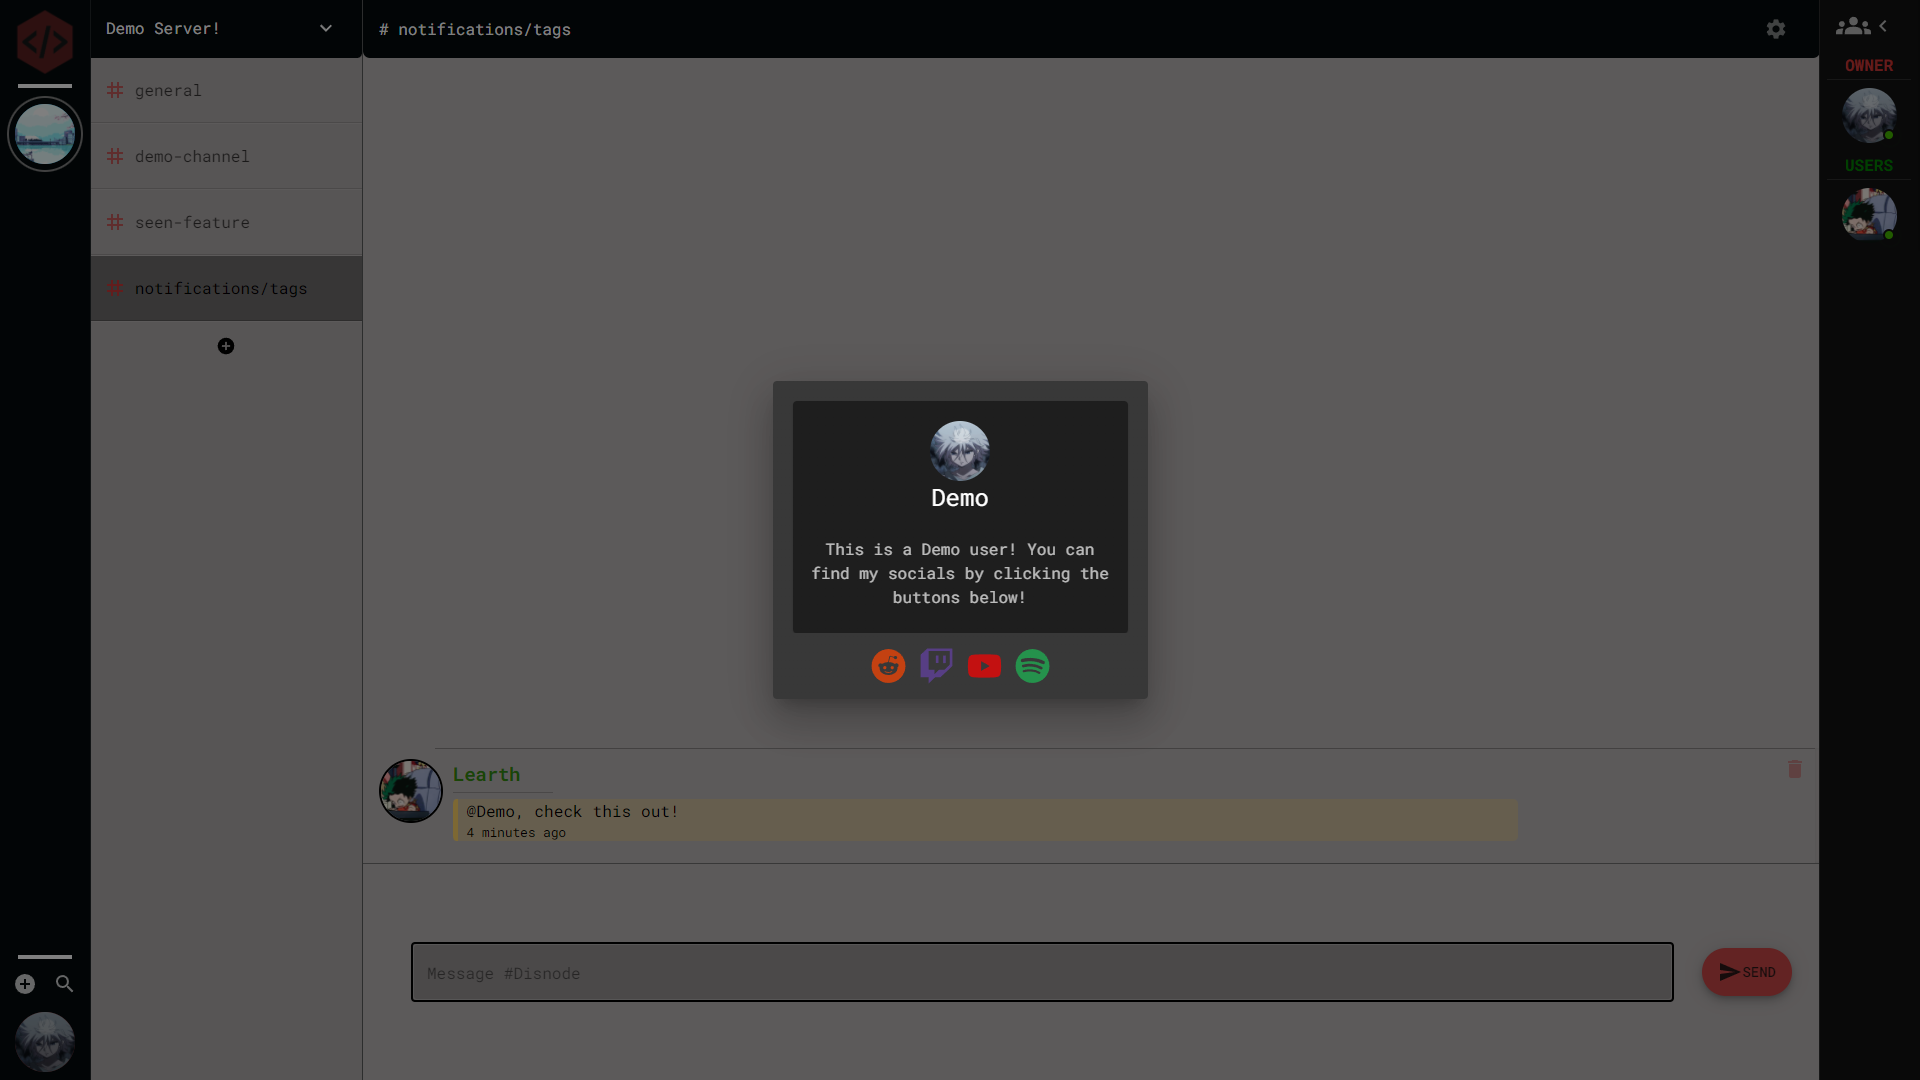 Demo Server!
# notifications/tags
OWNER
USERS
# general
# demo-channel
# seen-feature
# notifications/tags
Demo
This is a Demo user! You can
find my socials by clicking the
buttons below!
Learth
@Demo, check this out!
4 minutes ago
Message #Disnode
SEND